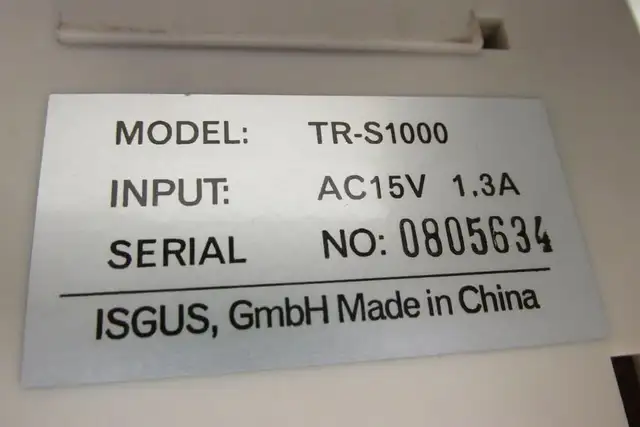 MODEL: TR-S1000
INPUT: AC15V 1.3A
SERIAL NO: 0805634
ISGUS, GmbH Made in China